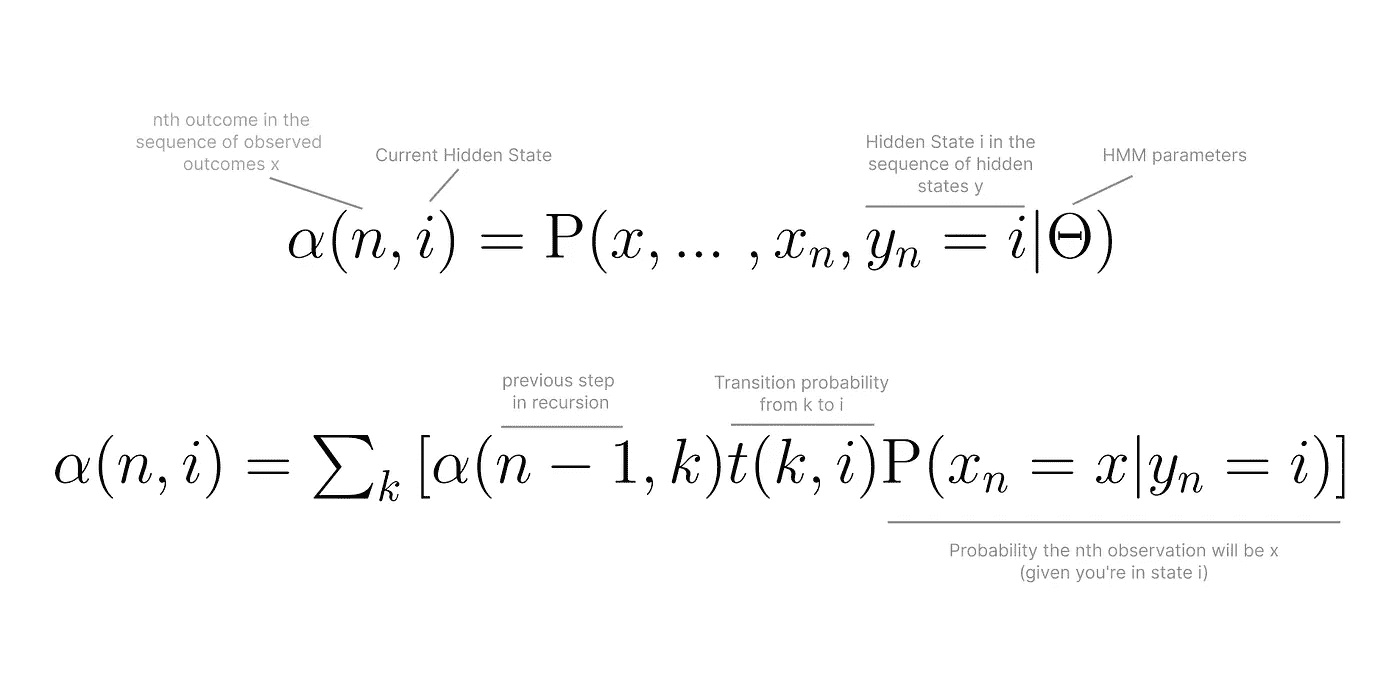 nth outcome in the
sequence of observed
outcomes x
Current Hidden State
Hidden State i in the
sequence of hidden
states y
HMM parameters
α(n, i) = P(x, ... , xₙ, yₙ = i|Θ)
previous step
in recursion
Transition probability
from k to i
α(n, i) = ∑ₖ [α(n − 1, k)t(k, i)P(xₙ = x|yₙ = i)]
Probability the nth observation will be x
(given you're in state i)